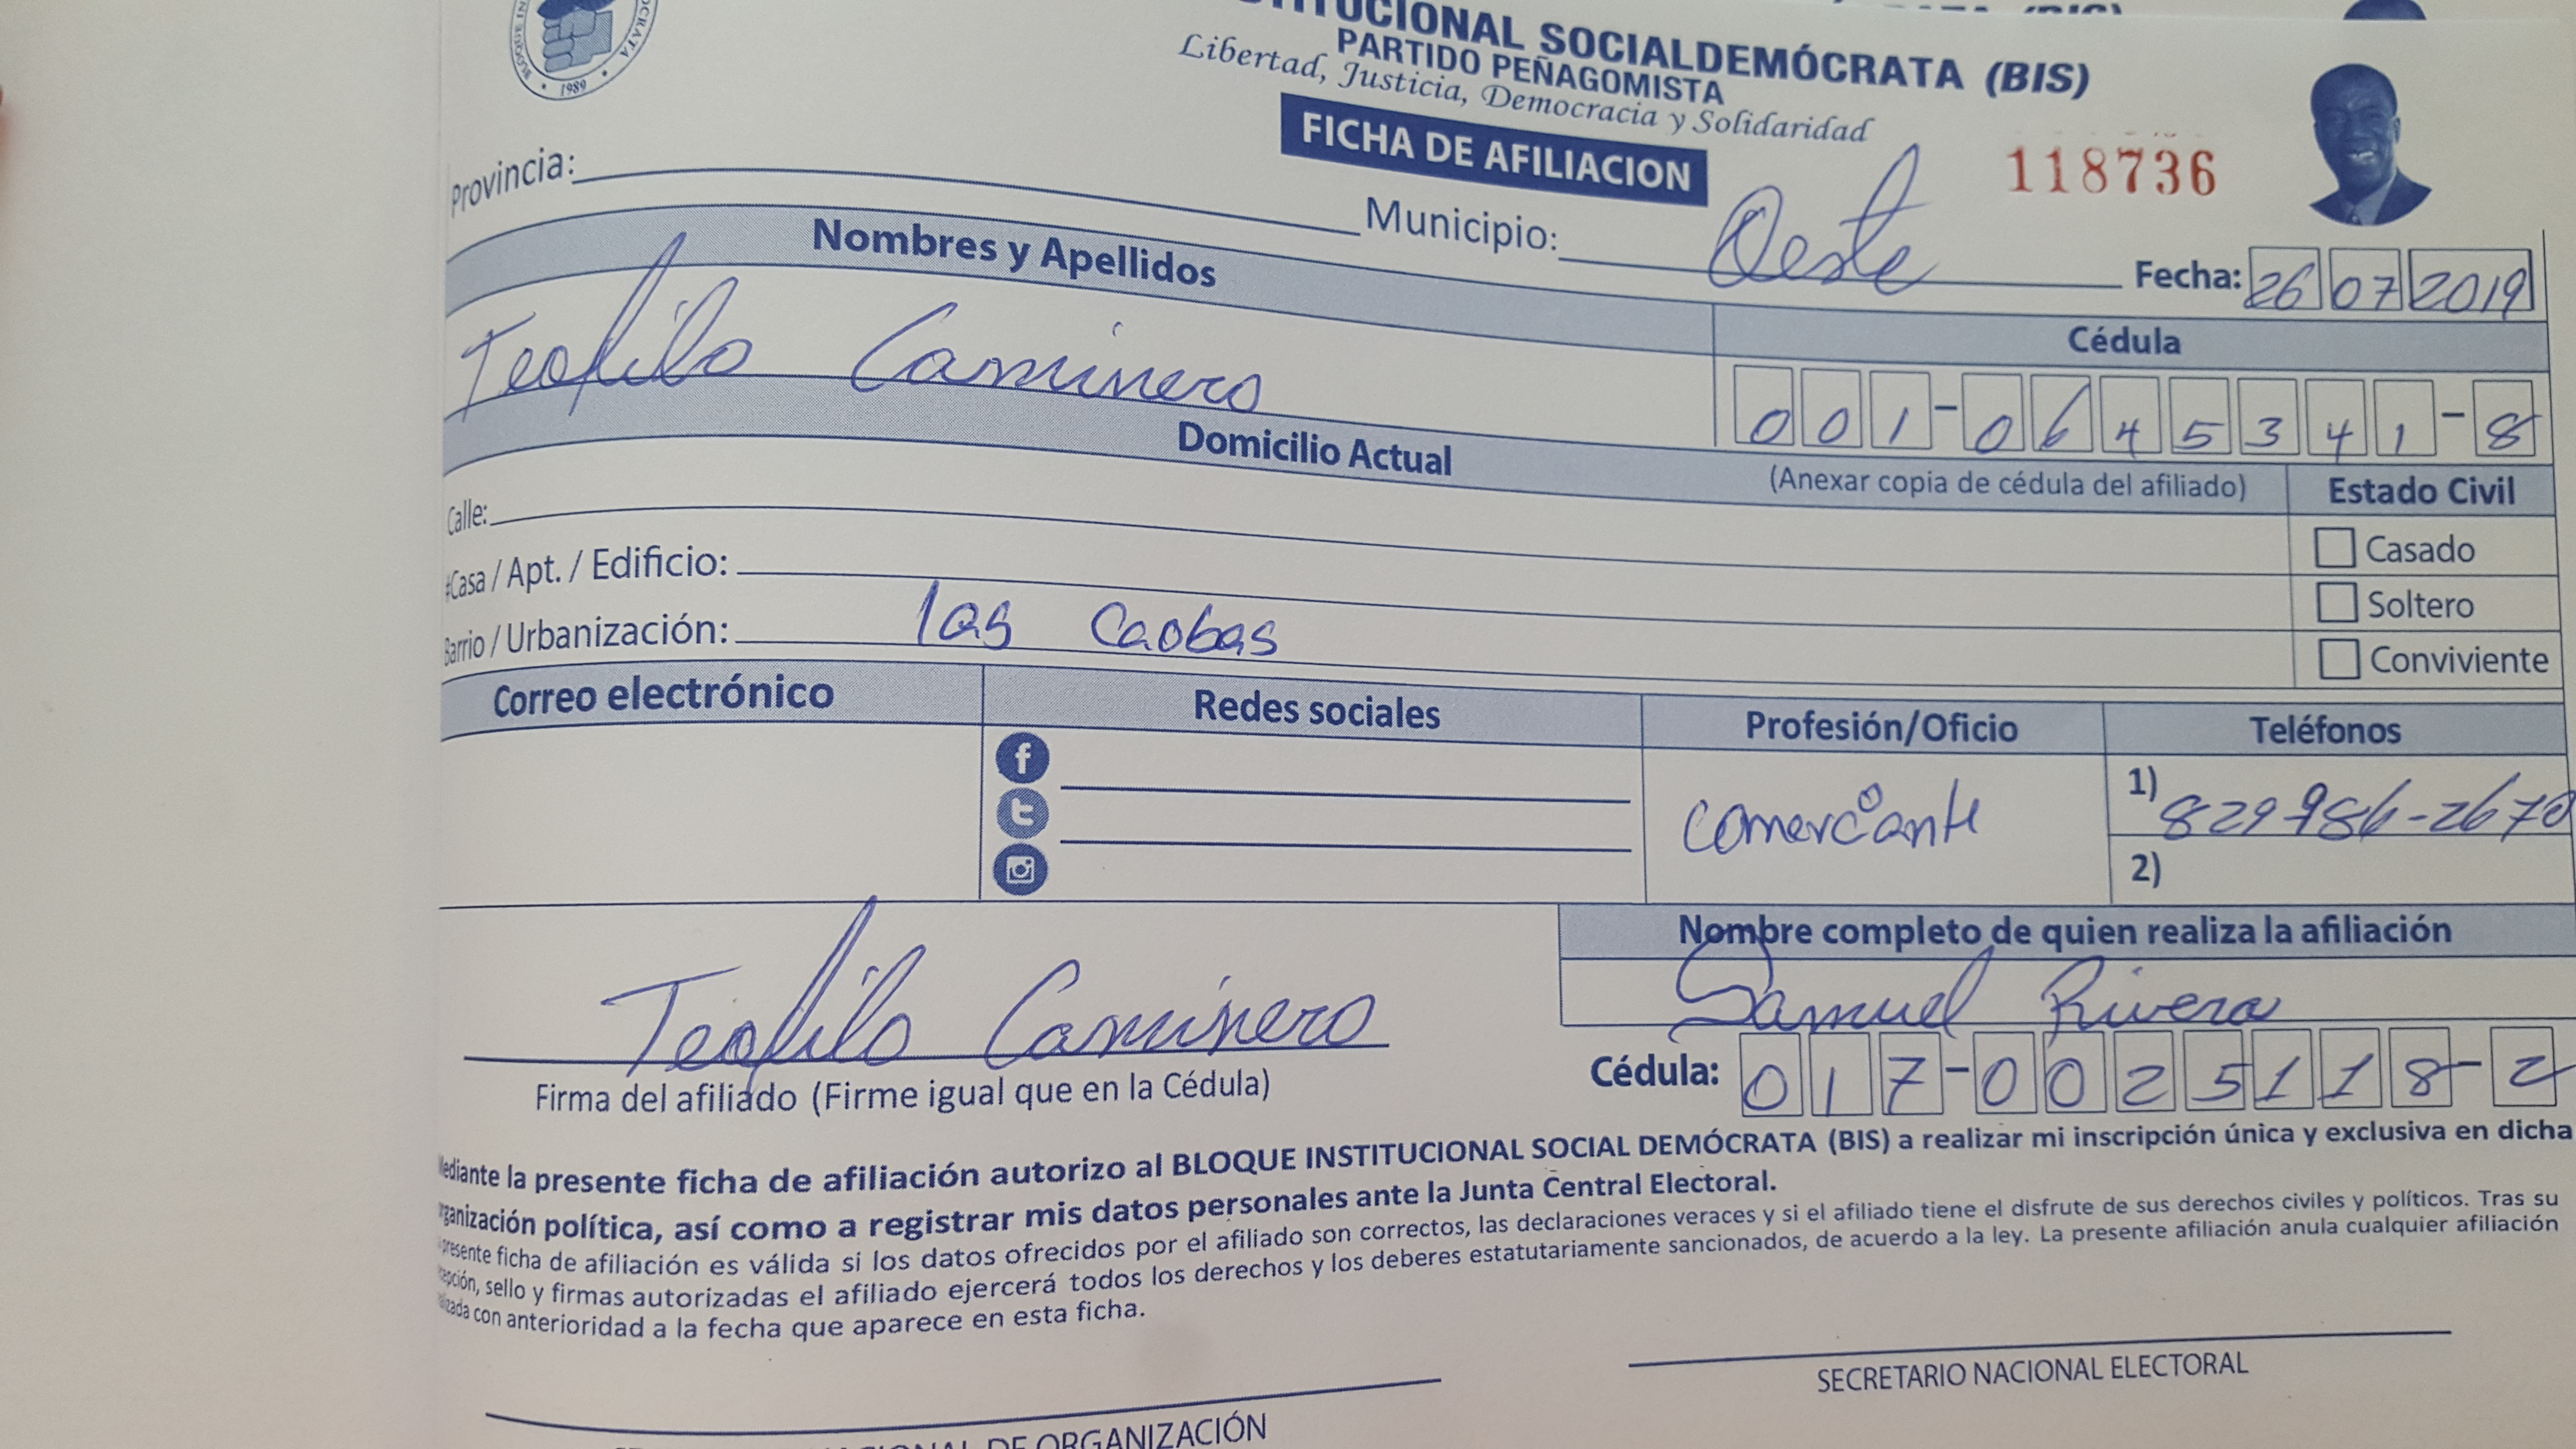 TITUCIONAL SOCIALDEMÓCRATA (BIS)
PARTIDO PEÑAGOMISTA
Libertad, Justicia, Democracia y Solidaridad
1989
FICHA DE AFILIACION
118736
Provincia:
Municipio: Oeste
Fecha: 26 07 2019
Nombres y Apellidos
Cédula
Teofilo Caminero
001-0645341-8
Domicilio Actual
(Anexar copia de cédula del afiliado)
Estado Civil
Calle:
Casado
#Casa / Apt. / Edificio:
Soltero
Barrio / Urbanización: las caobas
Conviviente
Correo electrónico
Redes sociales
Profesión/Oficio
Teléfonos
comerciante
1) 829 986-2670
2)
Nombre completo de quien realiza la afiliación
Teofilo Caminero
Samuel Rivera
Firma del afiliado (Firme igual que en la Cédula)
Cédula: 017-0025118-2
Mediante la presente ficha de afiliación autorizo al BLOQUE INSTITUCIONAL SOCIAL DEMÓCRATA (BIS) a realizar mi inscripción única y exclusiva en dicha
organización política, así como a registrar mis datos personales ante la Junta Central Electoral.
presente ficha de afiliación es válida si los datos ofrecidos por el afiliado son correctos, las declaraciones veraces y si el afiliado tiene el disfrute de sus derechos civiles y políticos. Tras su
epción, sello y firmas autorizadas el afiliado ejercerá todos los derechos y los deberes estatutariamente sancionados, de acuerdo a la ley. La presente afiliación anula cualquier afiliación
lizada con anterioridad a la fecha que aparece en esta ficha.
SECRETARIO NACIONAL ELECTORAL
DE ORGANIZACIÓN